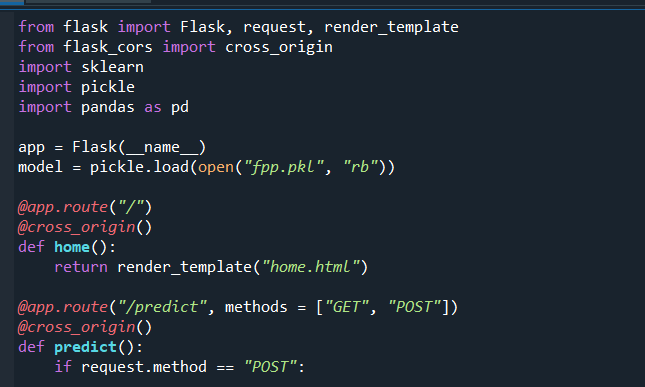 from flask import Flask, request, render_template
from flask_cors import cross_origin
import sklearn
import pickle
import pandas as pd
app = Flask(__name__)
model = pickle.load(open("fpp.pkl", "rb"))
@app.route("/")
@cross_origin()
def home():
    return render_template("home.html")
@app.route("/predict", methods = ["GET", "POST"])
@cross_origin()
def predict():
    if request.method == "POST":